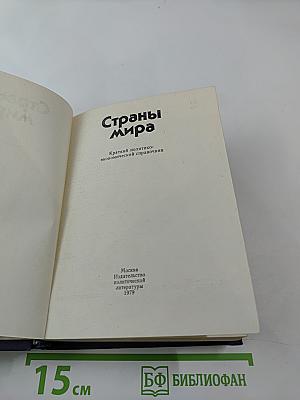 Страны
мира
Краткий политико-
экономический справочник
Москва
Издательство
политической
литературы
1979
15 см
БФ БИБЛИОФАН